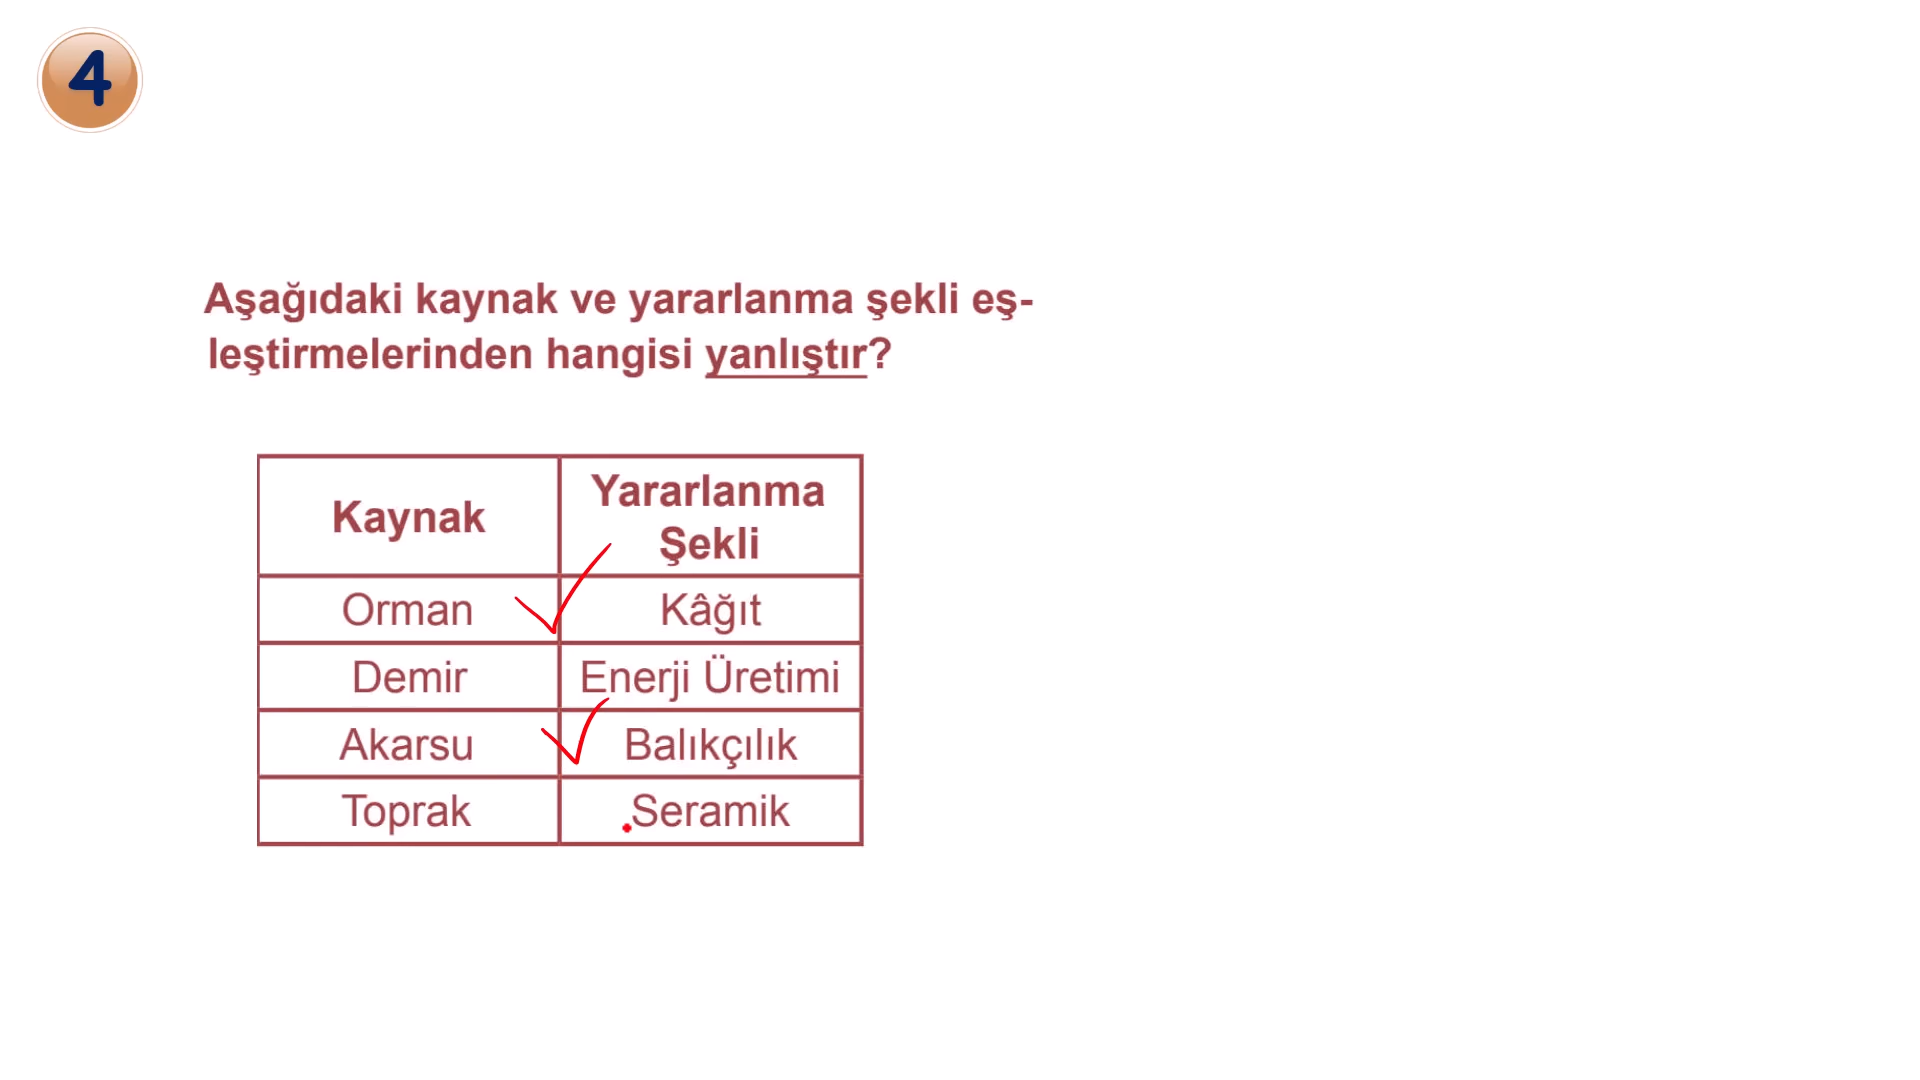 4
Aşağıdaki kaynak ve yararlanma şekli eş-
leştirmelerinden hangisi yanlıştır?
Kaynak
Yararlanma
Şekli
Orman Kâğıt
Demir Enerji Üretimi
Akarsu Balıkçılık
Toprak Seramik